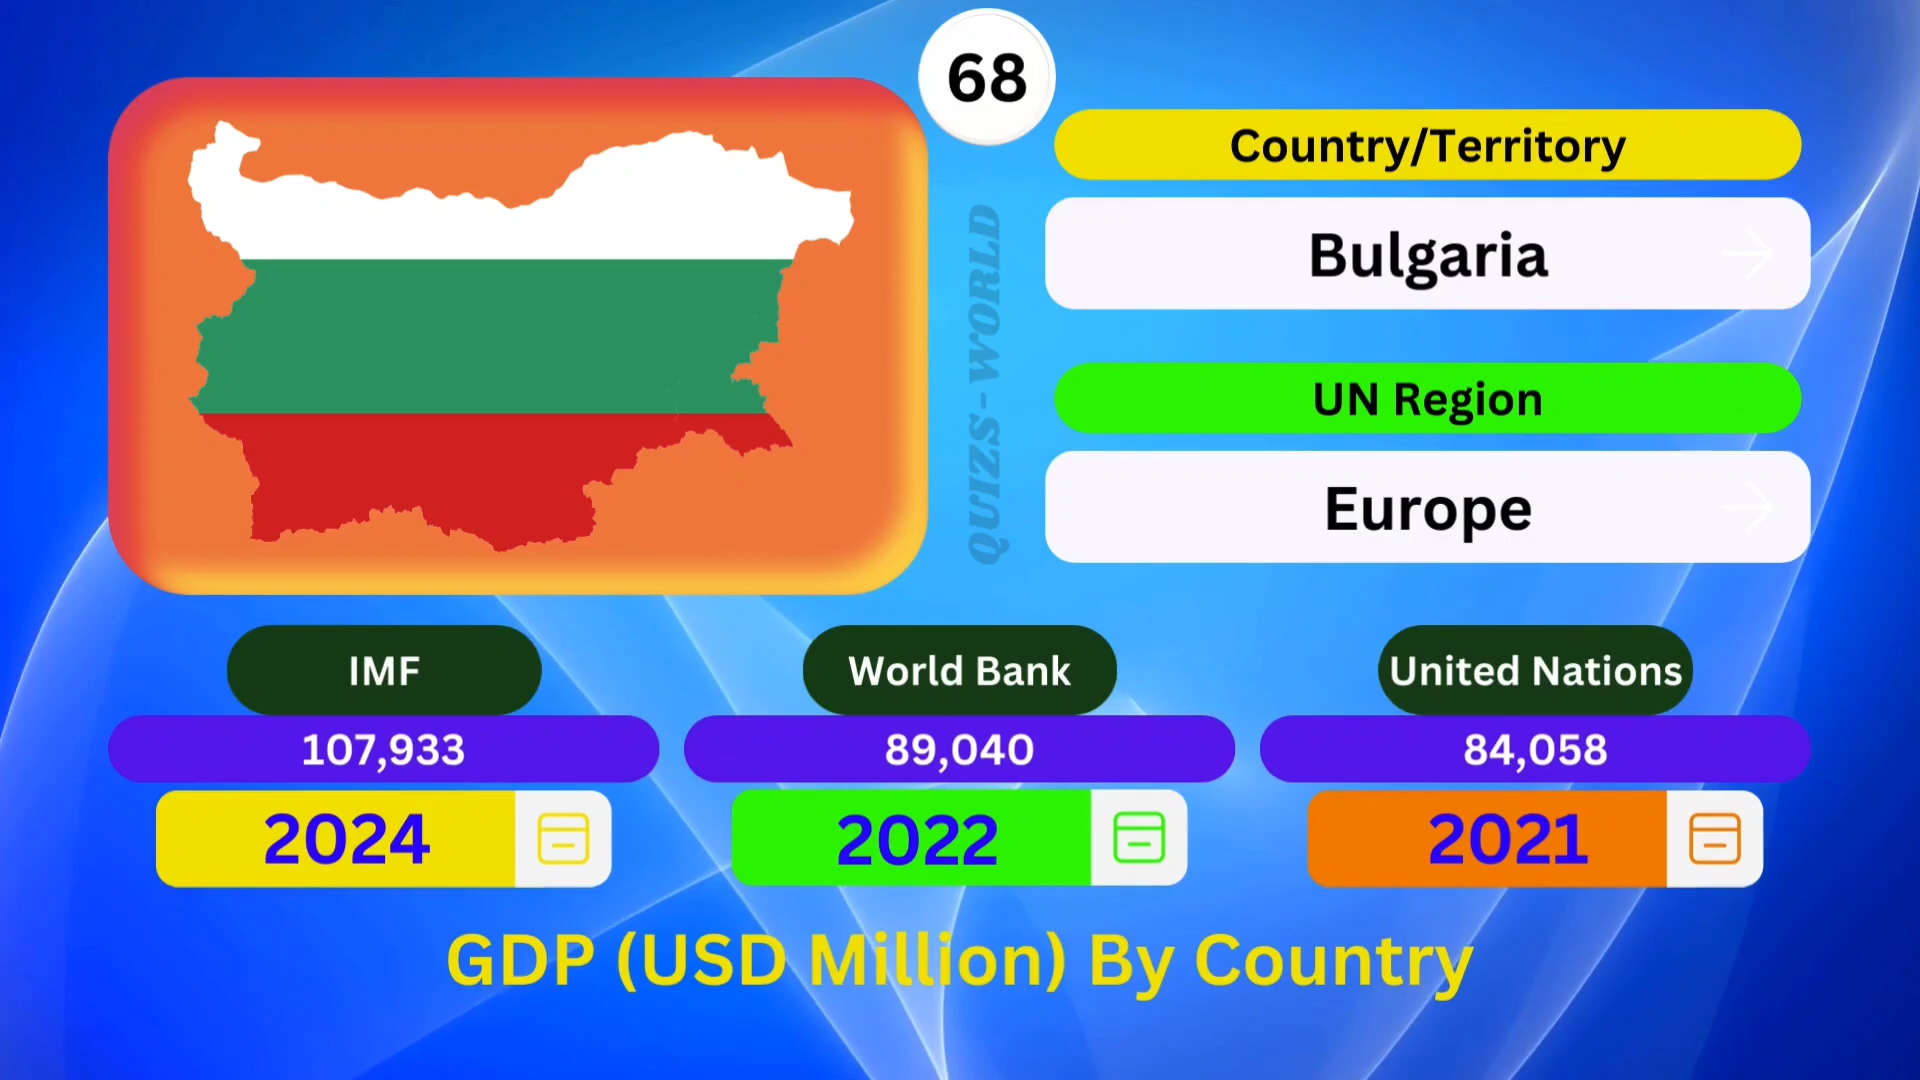 68
Country/Territory
Bulgaria
UN Region
Europe
QUIZS-WORLD
IMF
World Bank
United Nations
107,933
89,040
84,058
2024
2022
2021
GDP (USD Million) By Country